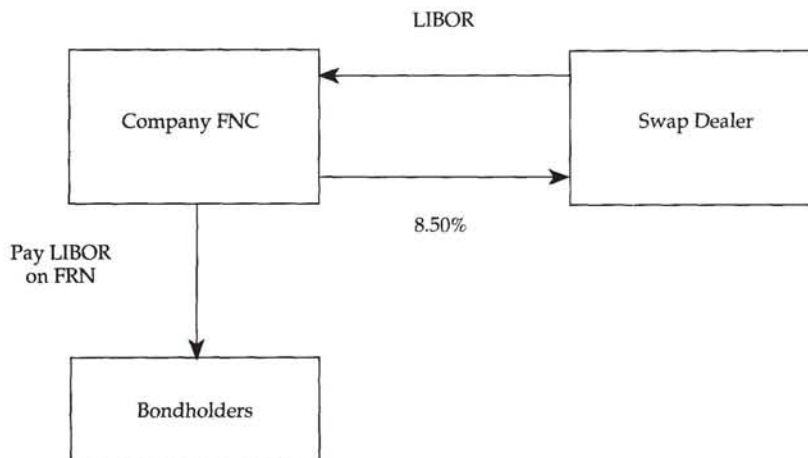 LIBOR
Company FNC
Swap Dealer
8.50%
Pay LIBOR
on FRN
Bondholders